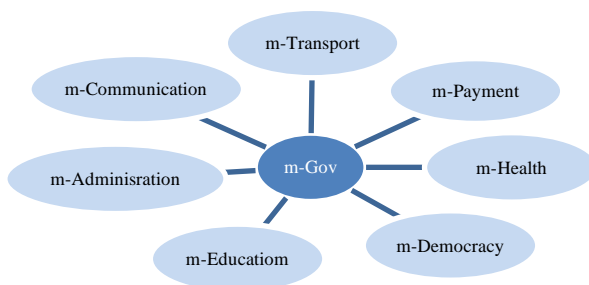 m-Transport
m-Communication
m-Payment
m-Gov
m-Health
m-Adminisration
m-Democracy
m-Educatiom